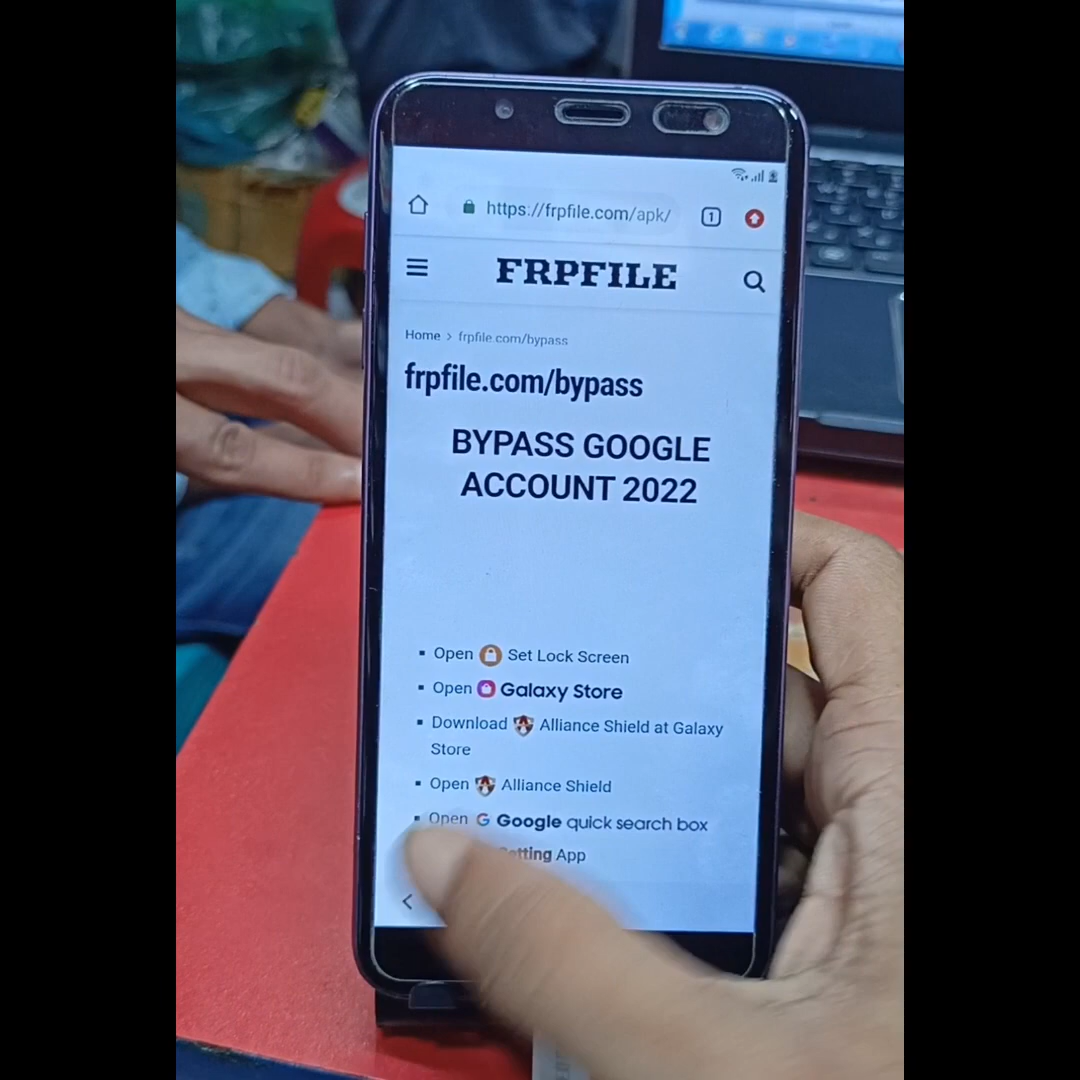 https://frpfile.com/apk/
1
FRPFILE
Home > frpfile.com/bypass
frpfile.com/bypass
BYPASS GOOGLE
ACCOUNT 2022
Open Set Lock Screen
Open Galaxy Store
Download Alliance Shield at Galaxy
Store
Open Alliance Shield
Open G Google quick search box
App